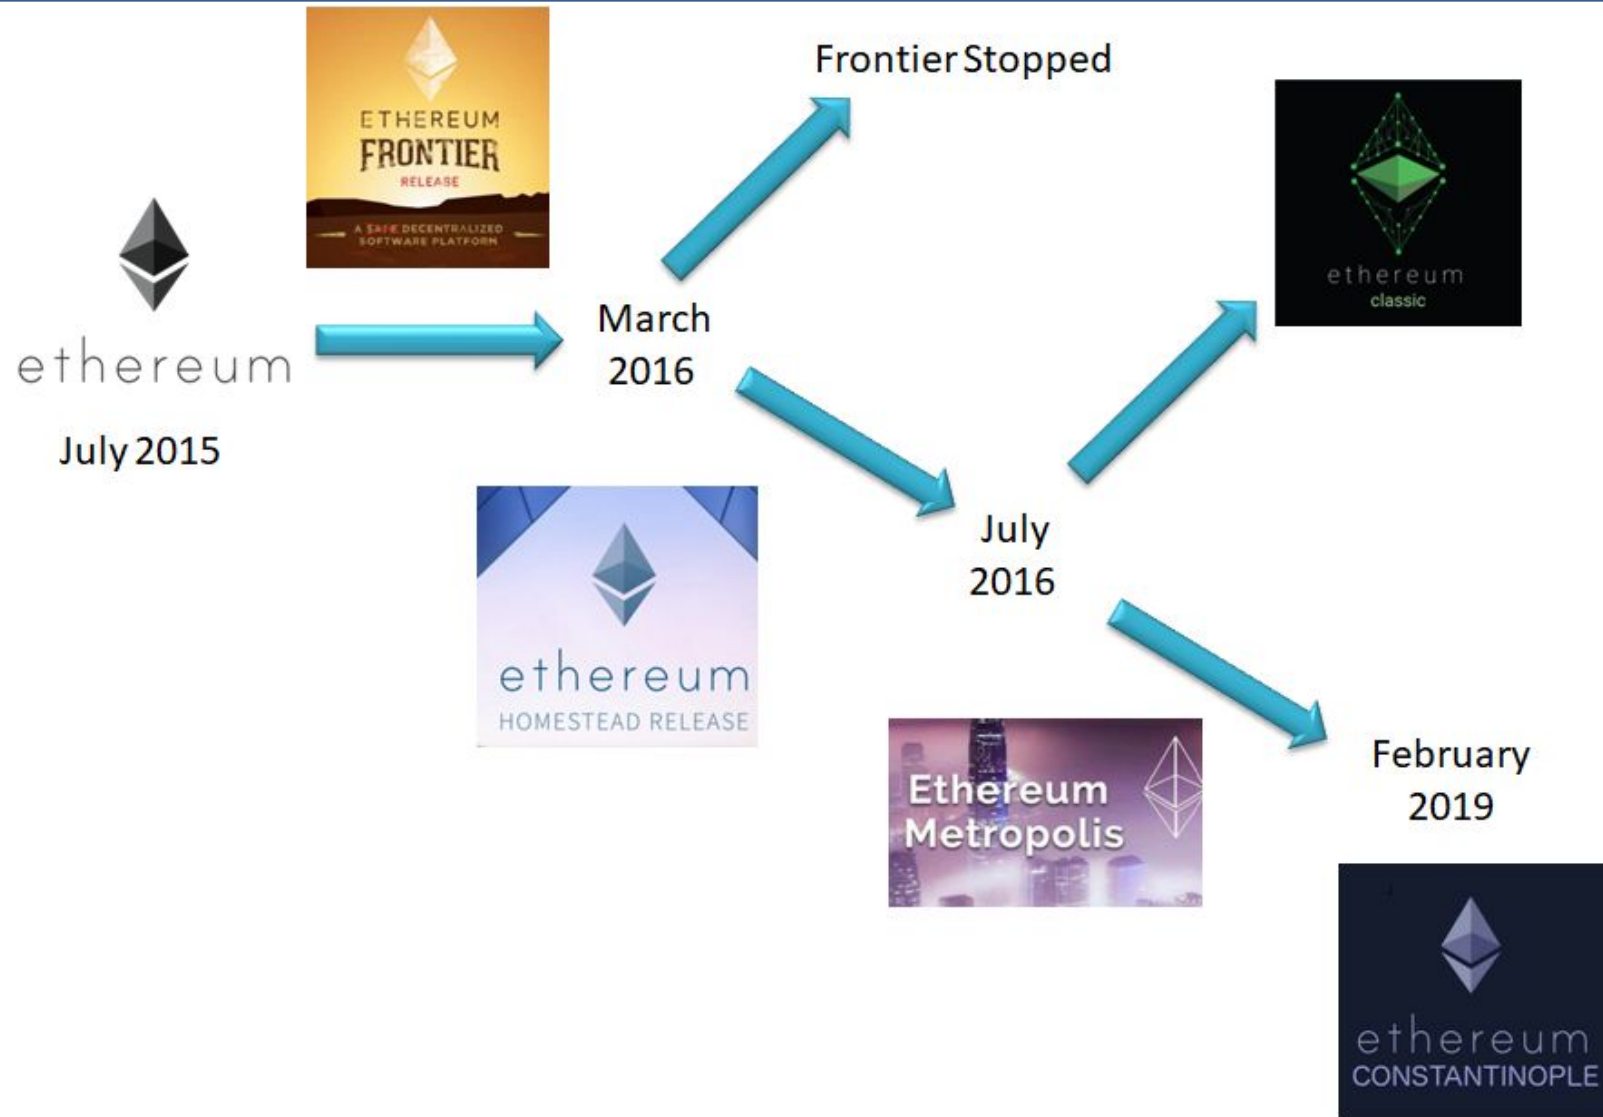 ETHEREUM
FRONTIER
RELEASE
A SAFE DECENTRALIZED
SOFTWARE PLATFORM
Frontier Stopped
ethereum
classic
ethereum
July 2015
March
2016
ethereum
HOMESTEAD RELEASE
July
2016
Ethereum
Metropolis
February
2019
ethereum
CONSTANTINOPLE